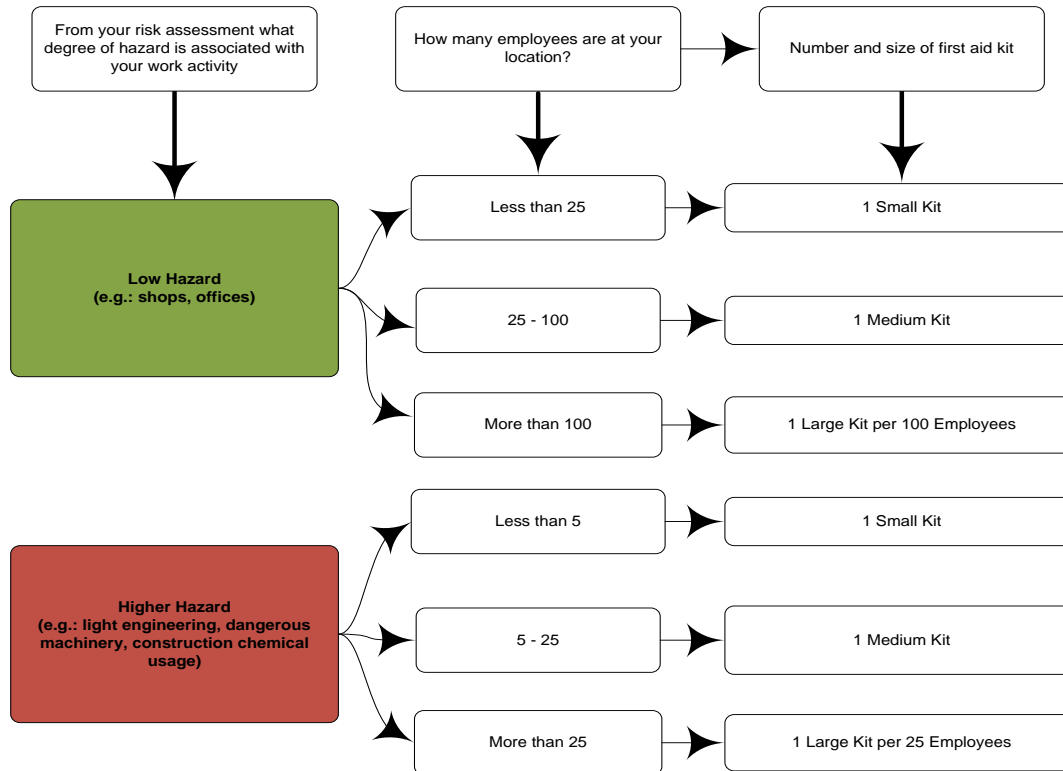 From your risk assessment what
degree of hazard is associated with
your work activity
How many employees are at your
location?
Number and size of first aid kit
Low Hazard
(e.g.: shops, offices)
Less than 25
1 Small Kit
25 - 100
1 Medium Kit
More than 100
1 Large Kit per 100 Employees
Higher Hazard
(e.g.: light engineering, dangerous
machinery, construction chemical
usage)
Less than 5
1 Small Kit
5 - 25
1 Medium Kit
More than 25
1 Large Kit per 25 Employees